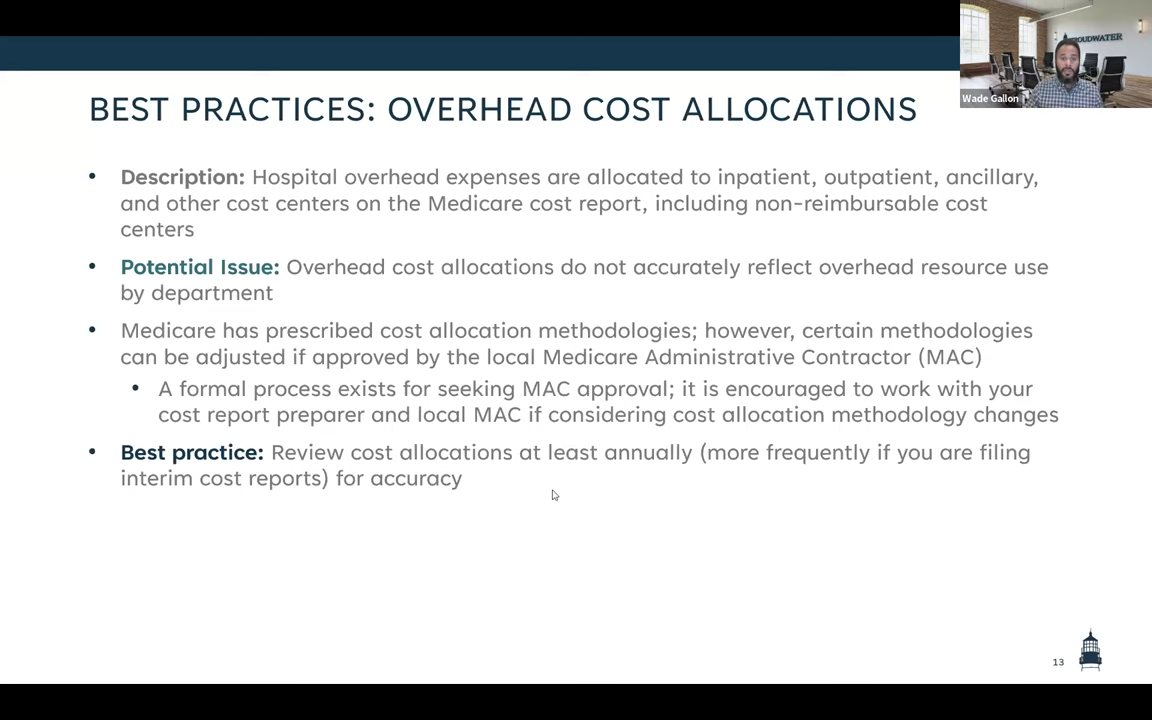 BEST PRACTICES: OVERHEAD COST ALLOCATIONS
Wade Gallon
• Description: Hospital overhead expenses are allocated to inpatient, outpatient, ancillary,
and other cost centers on the Medicare cost report, including non-reimbursable cost
centers
• Potential Issue: Overhead cost allocations do not accurately reflect overhead resource use
by department
• Medicare has prescribed cost allocation methodologies; however, certain methodologies
can be adjusted if approved by the local Medicare Administrative Contractor (MAC)
• A formal process exists for seeking MAC approval; it is encouraged to work with your
cost report preparer and local MAC if considering cost allocation methodology changes
• Best practice: Review cost allocations at least annually (more frequently if you are filing
interim cost reports) for accuracy
13